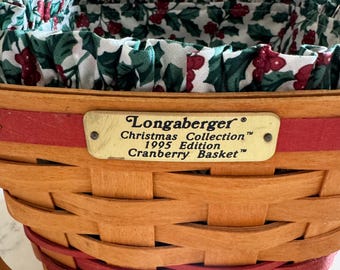 Longaberger®
Christmas Collection™
1995 Edition
Cranberry Basket™